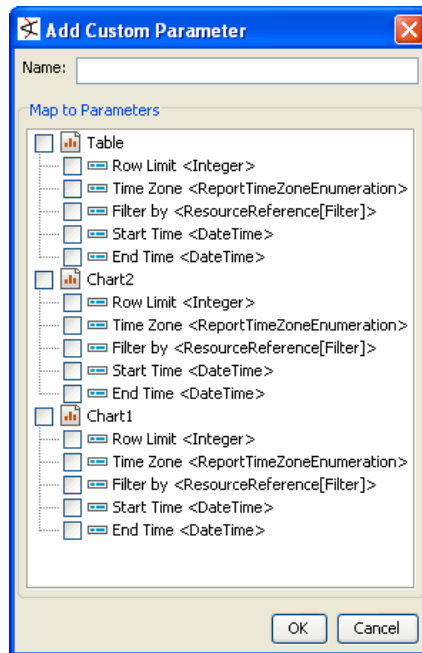 Add Custom Parameter
Name:
Map to Parameters
Table
Row Limit <Integer>
Time Zone <ReportTimeZoneEnumeration>
Filter by <ResourceReference[Filter]>
Start Time <DateTime>
End Time <DateTime>
Chart2
Row Limit <Integer>
Time Zone <ReportTimeZoneEnumeration>
Filter by <ResourceReference[Filter]>
Start Time <DateTime>
End Time <DateTime>
Chart1
Row Limit <Integer>
Time Zone <ReportTimeZoneEnumeration>
Filter by <ResourceReference[Filter]>
Start Time <DateTime>
End Time <DateTime>
OK Cancel